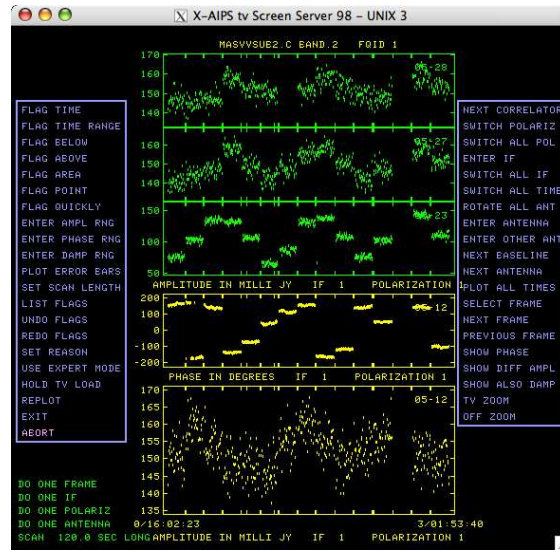 X-AIPS tv Screen Server 98 - UNIX 3
MASVVSUB2.C BAND.2 FQID 1
170
160
150
140
05-28
160
150
140
05-27
150
100
50
23
AMPLITUDE IN MILLI JY IF 1 POLARIZATION 1
200
100
0
-100
-200
05-12
PHASE IN DEGREES IF 1 POLARIZATION 1
170
165
160
155
150
145
140
135
05-12
0/16:02:23 3/01:53:40
AMPLITUDE IN MILLI JY IF 1 POLARIZATION 1
FLAG TIME
FLAG TIME RANGE
FLAG BELOW
FLAG ABOVE
FLAG AREA
FLAG POINT
FLAG QUICKLY
ENTER AMPL RNG
ENTER PHASE RNG
ENTER DAMP RNG
PLOT ERROR BARS
SET SCAN LENGTH
LIST FLAGS
UNDO FLAGS
REDO FLAGS
SET REASON
USE EXPERT MODE
HOLD TV LOAD
REPLOT
EXIT
ABORT
DO ONE FRAME
DO ONE IF
DO ONE POLARIZ
DO ONE ANTENNA
SCAN 120.0 SEC LONG
NEXT CORRELATOR
SWITCH POLARIZ
SWITCH ALL POL
ENTER IF
SWITCH ALL IF
SWITCH ALL TIME
ROTATE ALL ANT
ENTER ANTENNA
ENTER OTHER ANT
NEXT BASELINE
NEXT ANTENNA
PLOT ALL TIMES
SELECT FRAME
NEXT FRAME
PREVIOUS FRAME
SHOW PHASE
SHOW DIFF AMPL
SHOW ALSO DAMP
TV ZOOM
OFF ZOOM